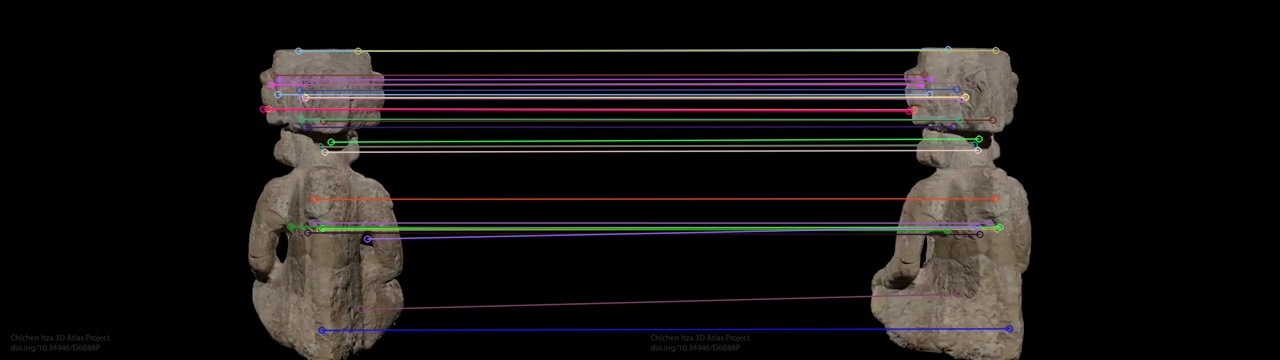 Chichen Itza 3D Atlas Project
doi.org/10.34946/D6B88P
Chichen Itza 3D Atlas Project
doi.org/10.34946/D6B88P